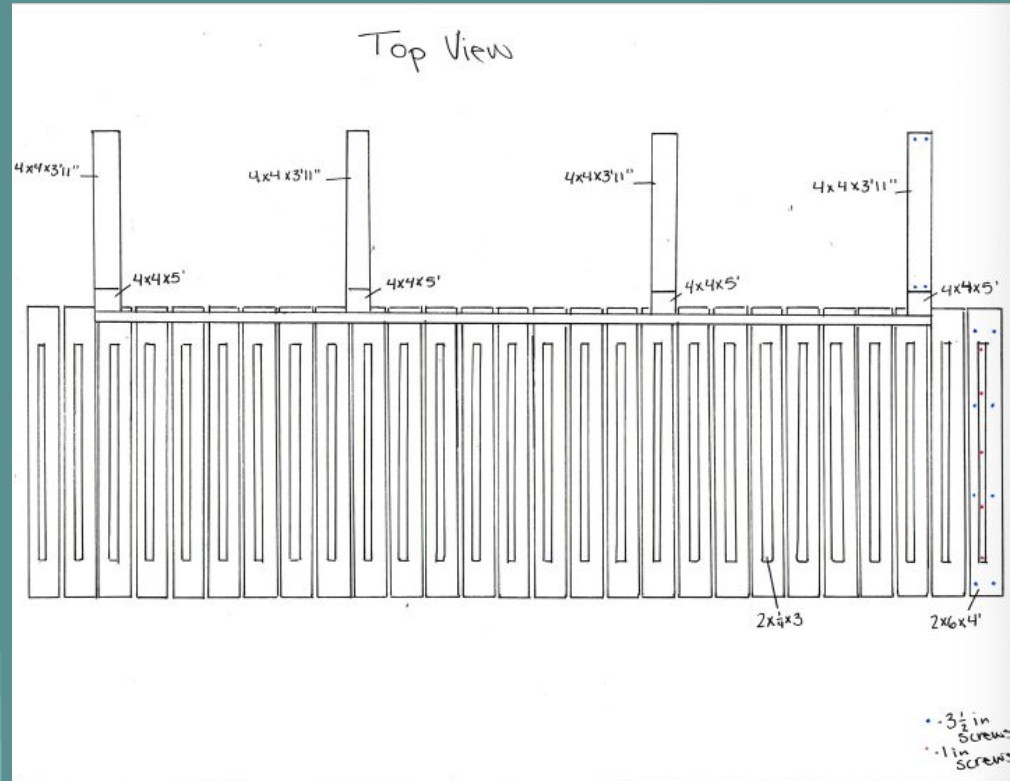 Top View
4x4x3'11"
4x4x3'11"
4x4x3'11"
4x4x3'11"
4x4x5'
4x4x5'
4x4x5'
4x4x5'
2x¼x3
2x6x4'
• - 3½ in
screws
• - 1 in
screws